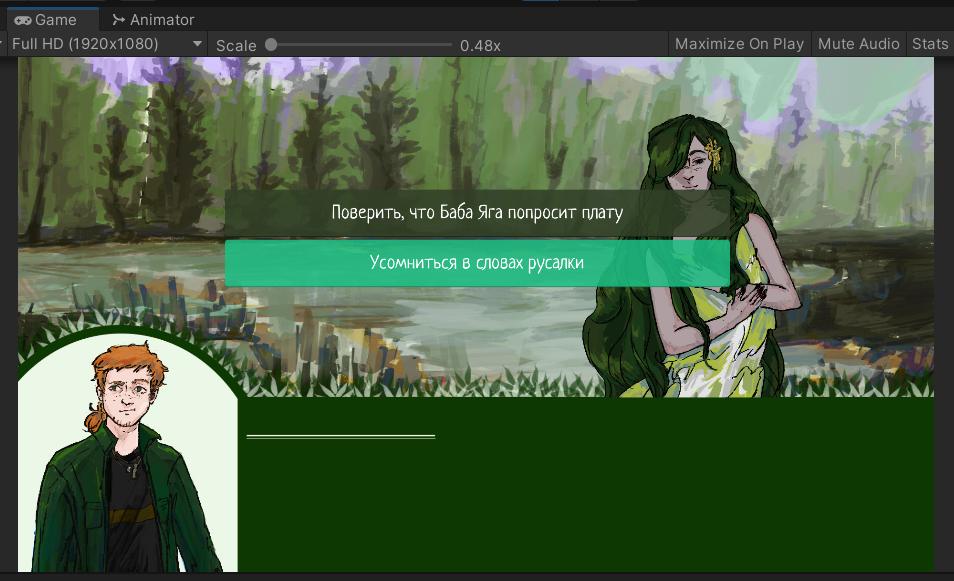 Game
Animator
Full HD (1920x1080)
Scale
0.48x
Maximize On Play
Mute Audio
Stats
Поверить, что Баба Яга попросит плату
Усомниться в словах русалки